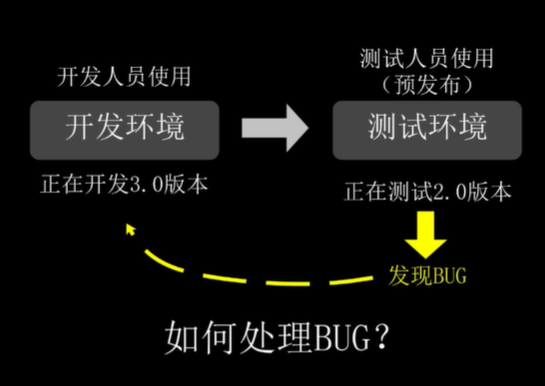 开发人员使用
开发环境
正在开发3.0版本
测试人员使用
（预发布）
测试环境
正在测试2.0版本
发现BUG
如何处理BUG?